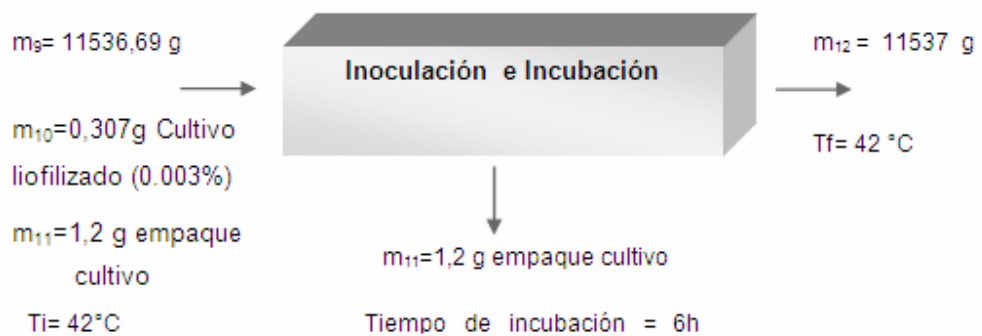 m₉= 11536,69 g
m₁₀=0,307g Cultivo
liofilizado (0.003%)
m₁₁=1,2 g empaque
cultivo
Ti= 42°C
Inoculación e Incubación
m₁₁=1,2 g empaque cultivo
Tiempo de incubación = 6h
m₁₂ = 11537 g
Tf= 42 °C